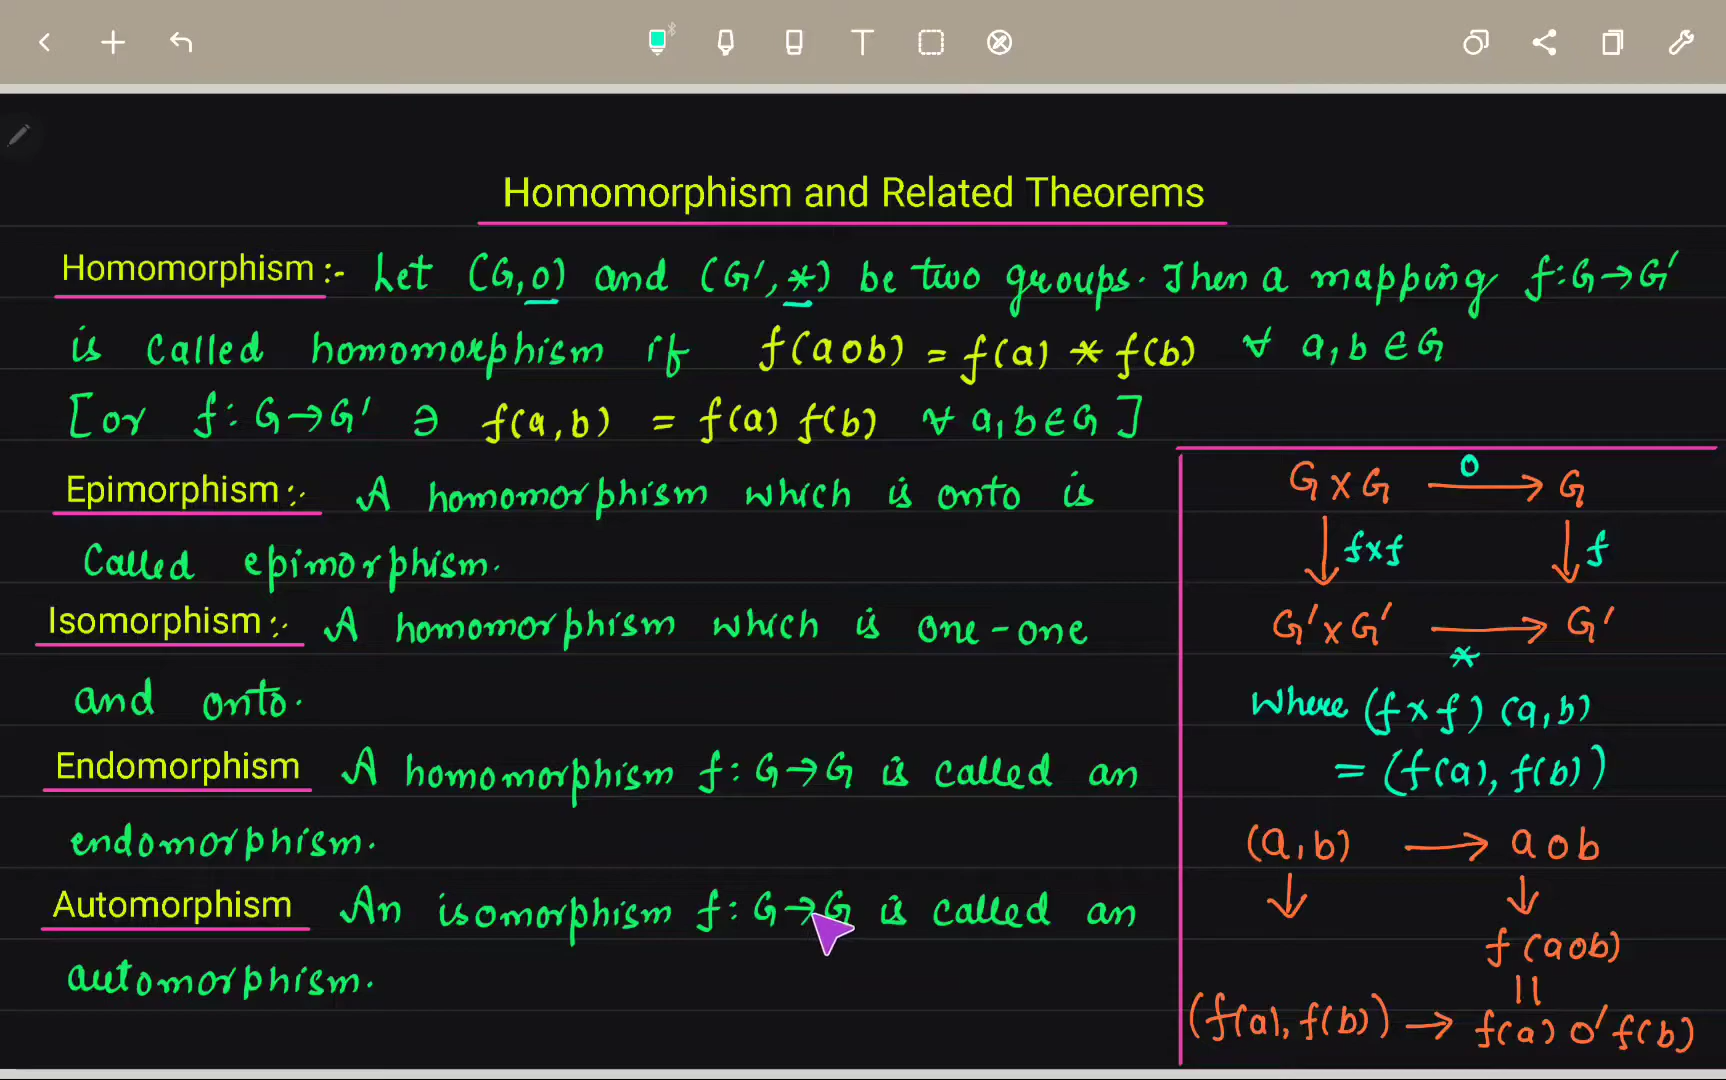 Homomorphism and Related Theorems
Homomorphism :- Let (G, o) and (G', *) be two groups. Then a mapping f: G → G'
is called homomorphism if f(aob) = f(a) * f(b) ∀ a, b ∈ G
[or f: G → G' ∋ f(a,b) = f(a) f(b) ∀ a, b ∈ G]
Epimorphism :- A homomorphism which is onto is
Called epimorphism.
Isomorphism :- A homomorphism which is one-one
and onto.
Endomorphism A homomorphism f: G → G is called an
endomorphism.
Automorphism An isomorphism f: G → G is called an
automorphism.
G × G —o→ G
↓ f×f ↓ f
G' × G' —*→ G'
Where (f × f) (a, b)
= (f(a), f(b))
(a, b) → a o b
↓ ↓
f (aob)
||
(f(a), f(b)) → f(a) o' f(b)
T